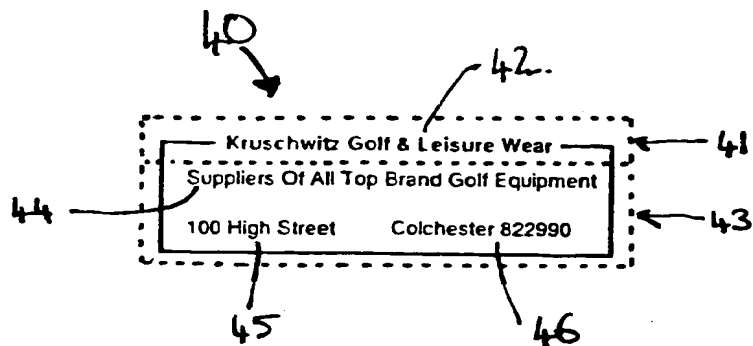 40
42
Kruschwitz Golf & Leisure Wear
41
Suppliers Of All Top Brand Golf Equipment
44
43
100 High Street Colchester 822990
45
46